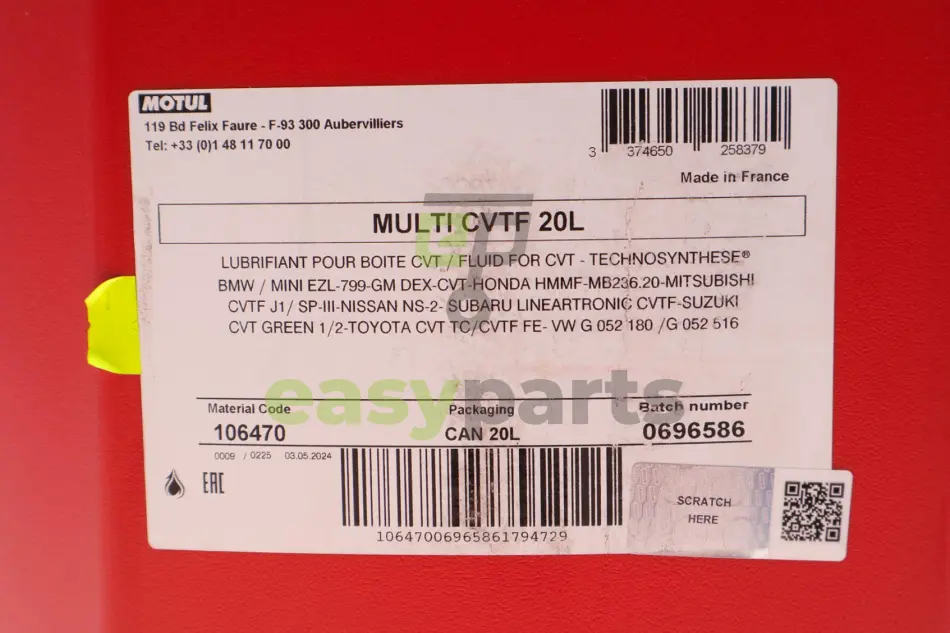 MOTUL
119 Bd Felix Faure - F-93 300 Aubervilliers
Tel: +33 (0)1 48 11 70 00
3 374650 258379
Made in France
MULTI CVTF 20L
LUBRIFIANT POUR BOITE CVT / FLUID FOR CVT - TECHNOSYNTHESE®
BMW / MINI EZL-799-GM DEX-CVT-HONDA HMMF-MB236.20-MITSUBISHI
CVTF J1/ SP-III-NISSAN NS-2- SUBARU LINEARTRONIC CVTF-SUZUKI
CVT GREEN 1/2-TOYOTA CVT TC/CVTF FE- VW G 052 180 /G 052 516
ep
easyparts
Material Code Packaging Batch number
106470 CAN 20L 0696586
0009 / 0225 03.05.2024
EAC
10647006965861794729
SCRATCH
HERE